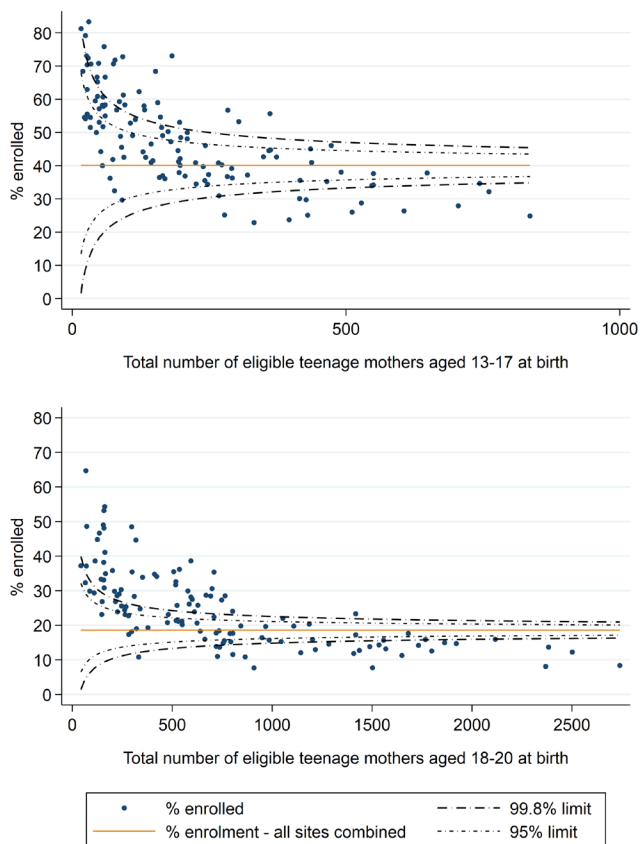 80
70
60
50
40
30
20
10
0
% enrolled
0 500 1000
Total number of eligible teenage mothers aged 13-17 at birth
80
70
60
50
40
30
20
10
0
% enrolled
0 500 1000 1500 2000 2500
Total number of eligible teenage mothers aged 18-20 at birth
% enrolled 99.8% limit
% enrolment - all sites combined 95% limit